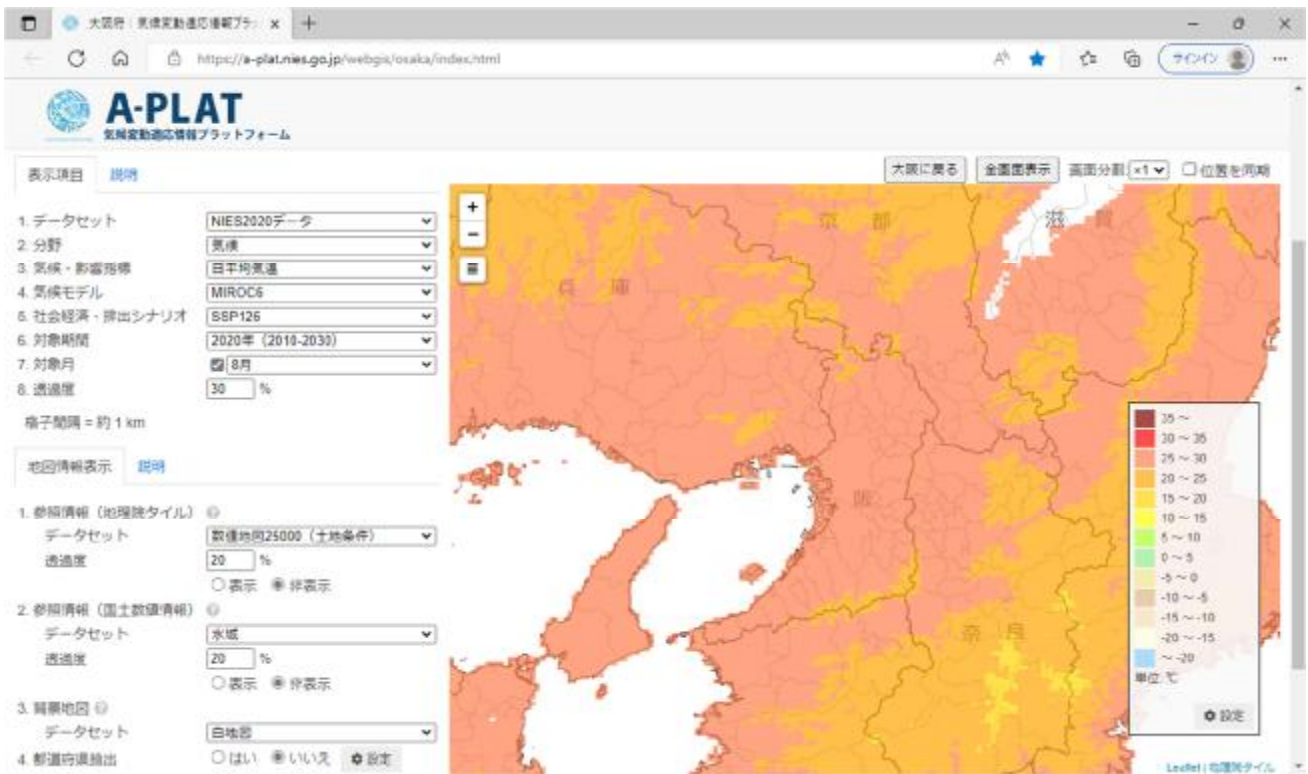 大阪府 気候変動適応情報プラ
https://a-plat.nies.go.jp/webgis/osaka/index.html
サインイン
A-PLAT
気候変動適応情報プラットフォーム
表示項目 説明
大阪に戻る 全画面表示 画面分割: ×1 位置を同期
1. データセット NIES2020データ
2. 分野 気候
3. 気候・影響指標 日平均気温
4. 気候モデル MIROC6
5. 社会経済・排出シナリオ SSP126
6. 対象期間 2020年（2010-2030）
7. 対象月 8月
8. 透過度 30 %
格子間隔 = 約 1 km
地図情報表示 説明
1. 参照情報（地理院タイル）
データセット 数値地図25000（土地条件）
透過度 20 %
表示 非表示
2. 参照情報（国土数値情報）
データセット 水域
透過度 20 %
表示 非表示
3. 背景地図
データセット 白地図
4. 都道府県抽出 はい いいえ 設定
+
−
京 都
滋 賀
兵 庫
阪
奈 良
35 ～
30 ～ 35
25 ～ 30
20 ～ 25
15 ～ 20
10 ～ 15
5 ～ 10
0 ～ 5
-5 ～ 0
-10 ～ -5
-15 ～ -10
-20 ～ -15
～ -20
単位:℃
設定
Leaflet | 地理院タイル